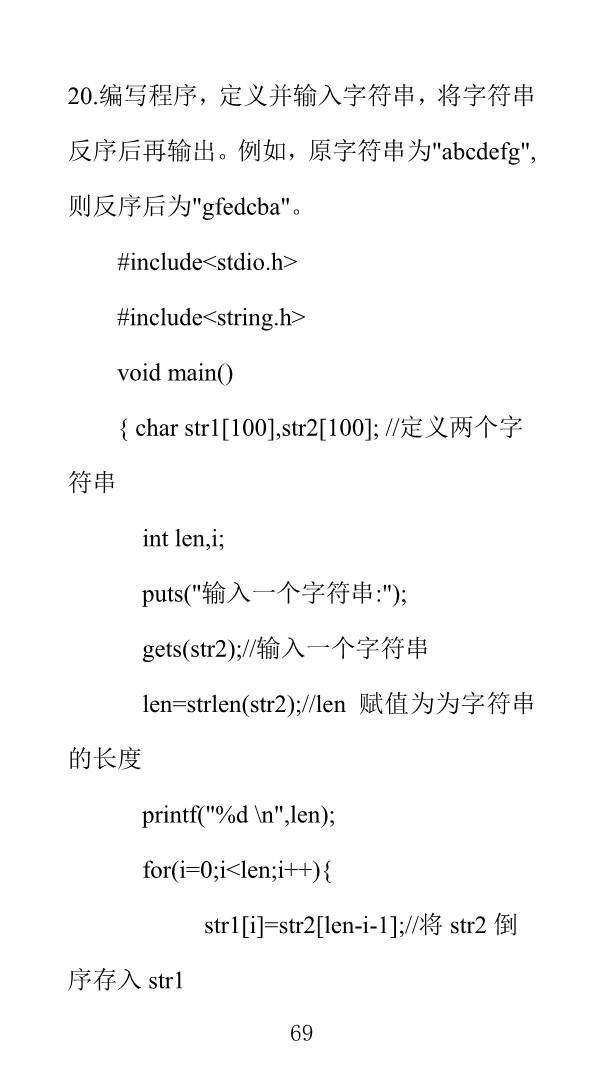 20.编写程序，定义并输入字符串，将字符串
反序后再输出。例如，原字符串为"abcdefg",
则反序后为"gfedcba"。
#include<stdio.h>
#include<string.h>
void main()
{ char str1[100],str2[100]; //定义两个字
符串
int len,i;
puts("输入一个字符串:");
gets(str2);//输入一个字符串
len=strlen(str2);//len 赋值为为字符串
的长度
printf("%d \n",len);
for(i=0;i<len;i++){
str1[i]=str2[len-i-1];//将 str2 倒
序存入 str1
69